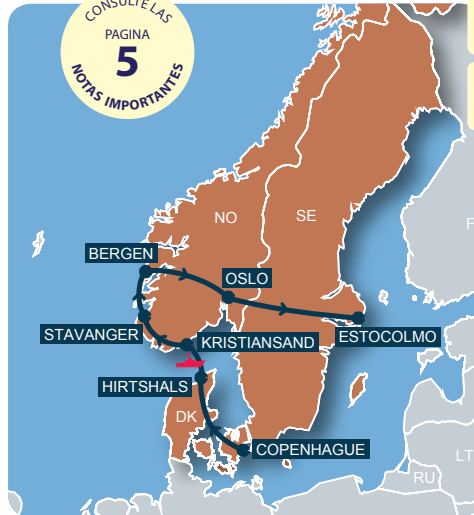 CONSULTE LAS
PAGINA
5
NOTAS IMPORTANTES
NO
SE
F
BERGEN
OSLO
STAVANGER
KRISTIANSAND
ESTOCOLMO
HIRTSHALS
DK
COPENHAGUE
LT
RU